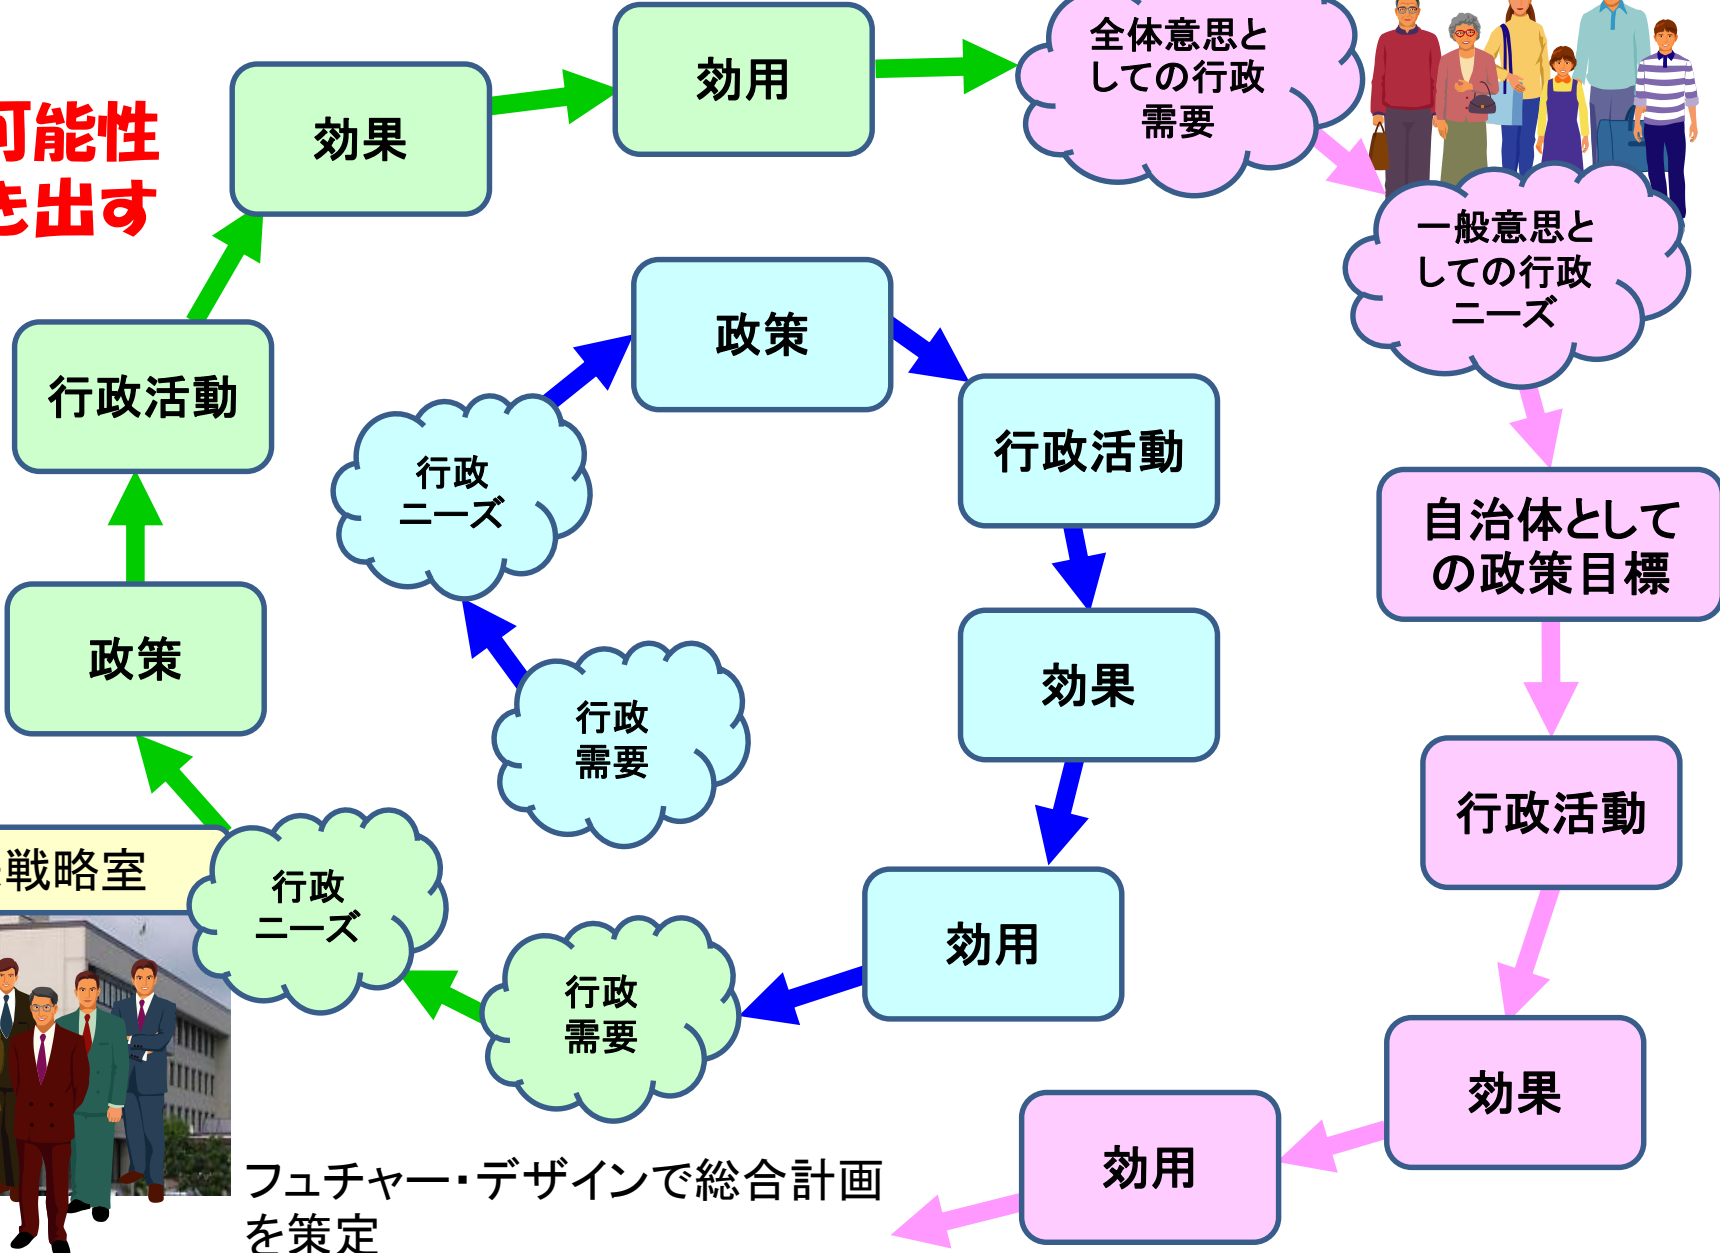 可能性
き出す
効果
効用
全体意思と
しての行政
需要
一般意思と
しての行政
ニーズ
自治体として
の政策目標
行政活動
効果
効用
行政
需要
行政
ニーズ
政策
行政活動
効果
効用
行政
需要
行政
ニーズ
政策
行政活動
戦略室
フュチャー・デザインで総合計画
を策定